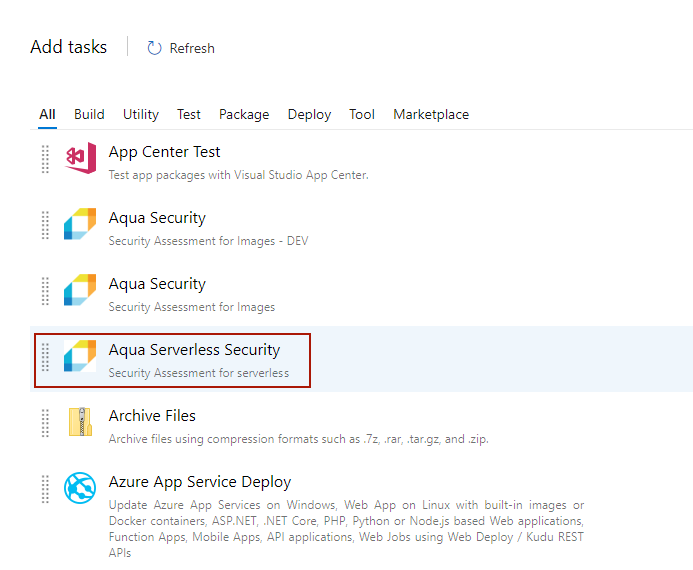 Add tasks
Refresh
All Build Utility Test Package Deploy Tool Marketplace
App Center Test
Test app packages with Visual Studio App Center.
Aqua Security
Security Assessment for Images - DEV
Aqua Security
Security Assessment for Images
Aqua Serverless Security
Security Assessment for serverless
Archive Files
Archive files using compression formats such as .7z, .rar, .tar.gz, and .zip.
Azure App Service Deploy
Update Azure App Services on Windows, Web App on Linux with built-in images or
Docker containers, ASP.NET, .NET Core, PHP, Python or Node.js based Web applications,
Function Apps, Mobile Apps, API applications, Web Jobs using Web Deploy / Kudu REST
APIs